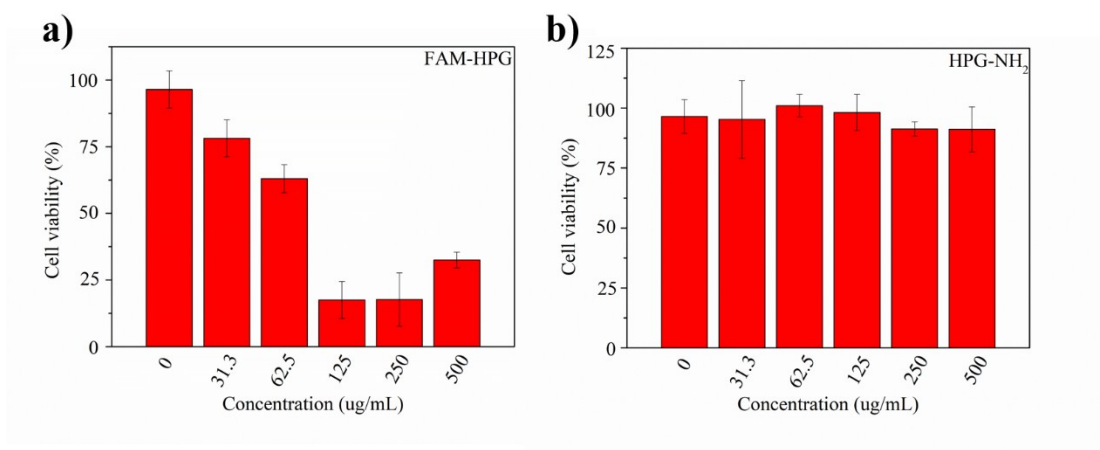 a)
FAM-HPG
100
75
50
25
0
Cell viability (%)
0
31.3
62.5
125
250
500
Concentration (ug/mL)
b)
HPG-NH2
125
100
75
50
25
0
Cell viability (%)
0
31.3
62.5
125
250
500
Concentration (ug/mL)